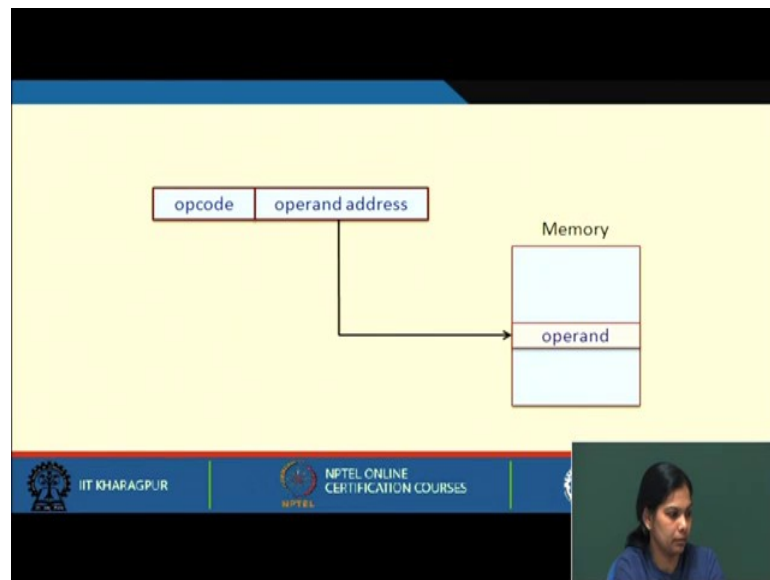 opcode operand address
Memory
operand
IIT KHARAGPUR
NPTEL
NPTEL ONLINE
CERTIFICATION COURSES